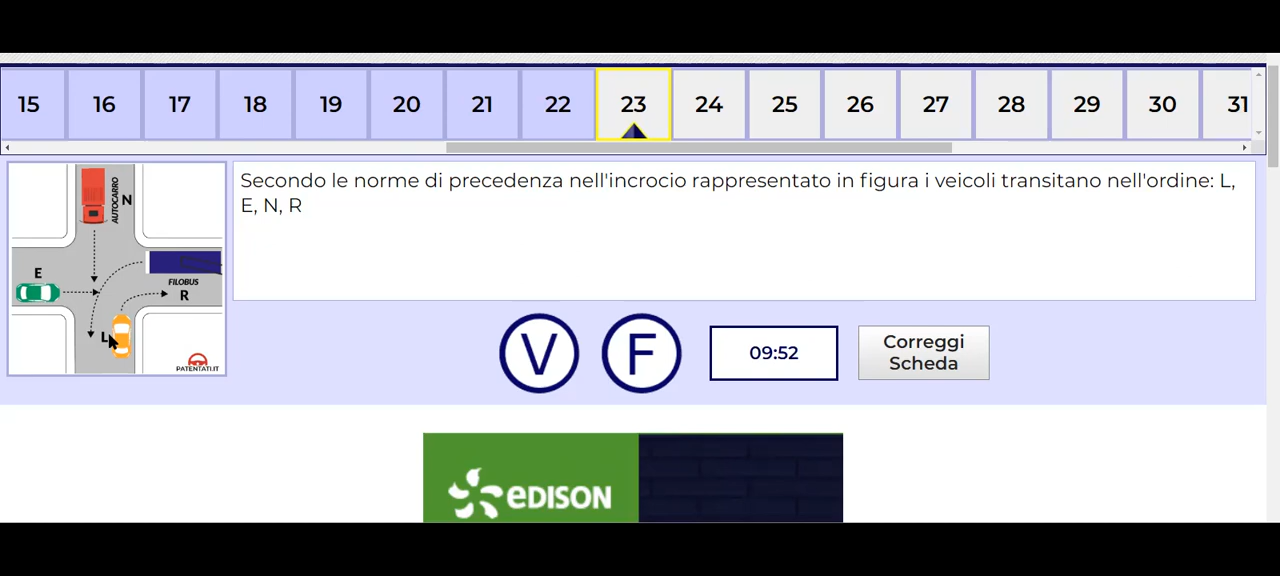 15 16 17 18 19 20 21 22 23 24 25 26 27 28 29 30 31
Secondo le norme di precedenza nell'incrocio rappresentato in figura i veicoli transitano nell'ordine: L,
E, N, R
AUTOCARRO
N
E
FILOBUS
R
L
PATENTATI.IT
V F 09:52
Correggi
Scheda
eDISON